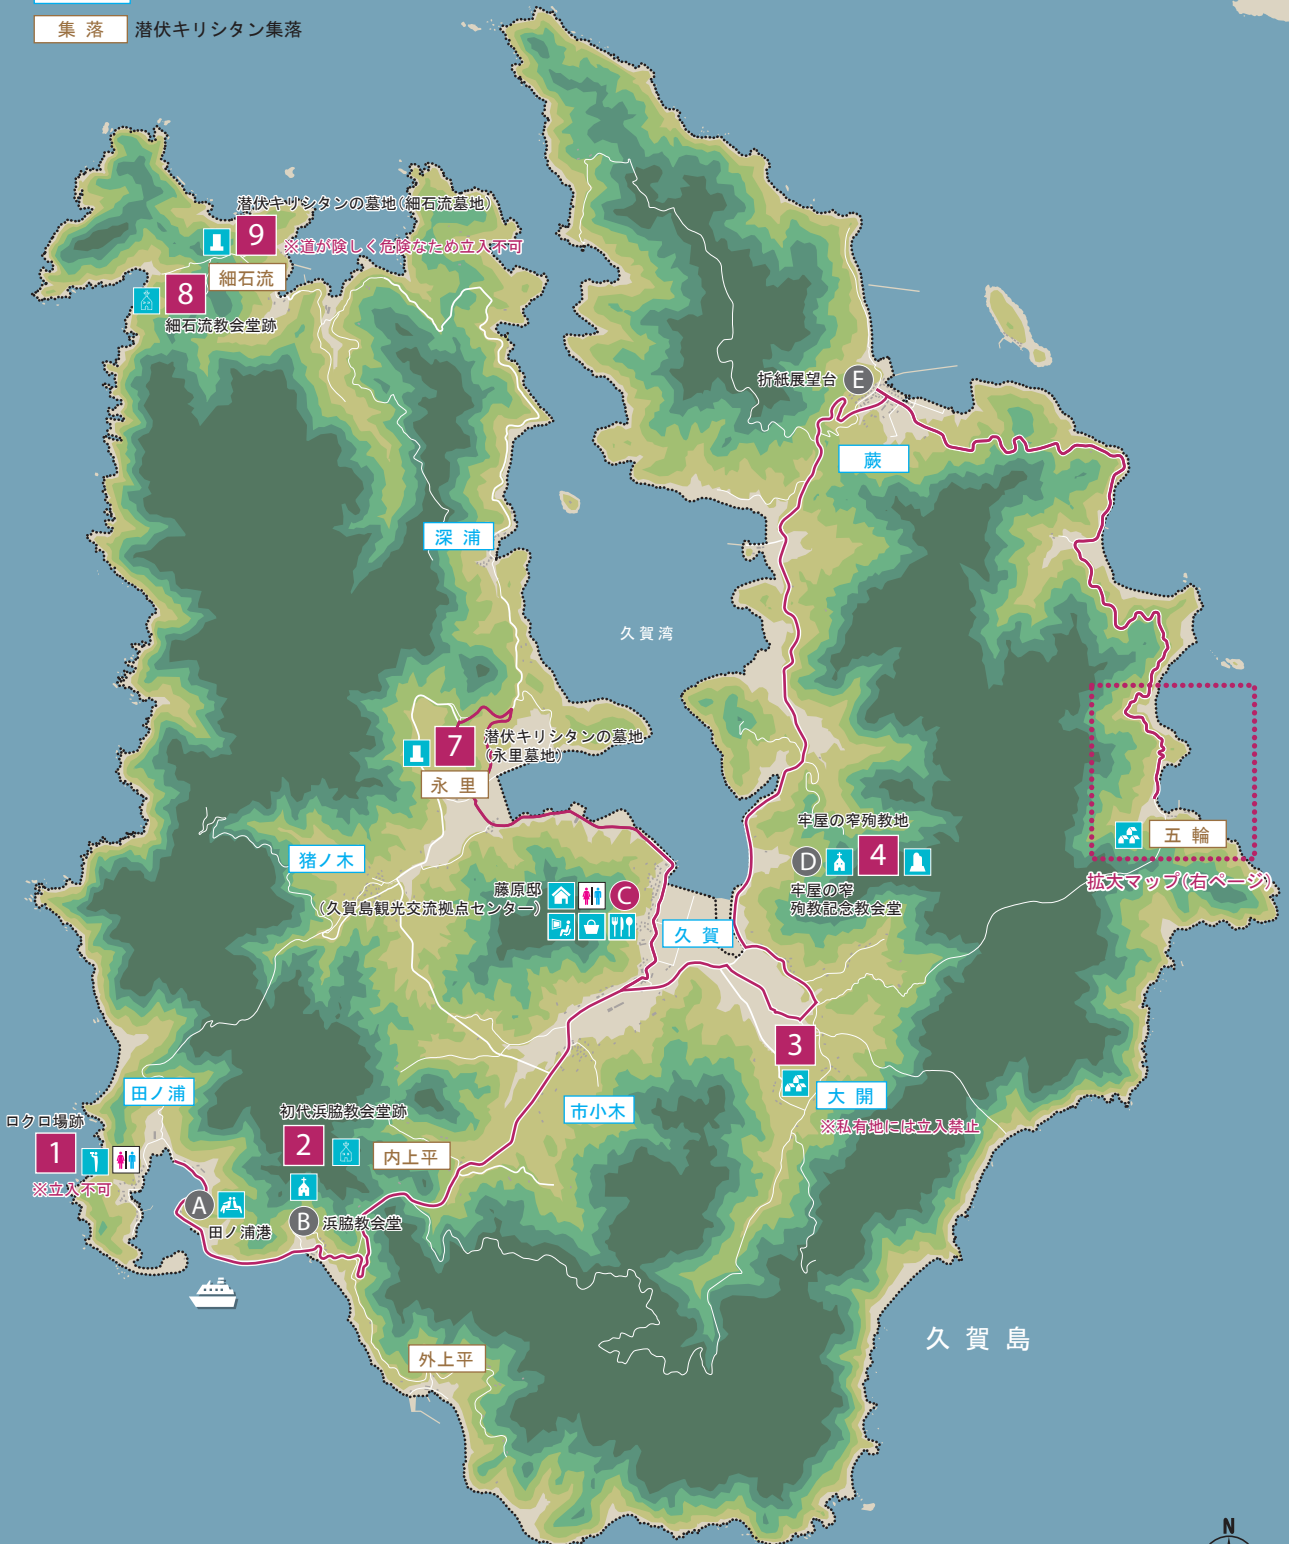 集 落 潜伏キリシタン集落
潜伏キリシタンの墓地(細石流墓地)
9
※道が険しく危険なため立入不可
細石流
8
細石流教会堂跡
折紙展望台
E
蕨
深 浦
久賀湾
7
潜伏キリシタンの墓地
(永里墓地)
永 里
牢屋の窄殉教地
D
4
牢屋の窄
殉教記念教会堂
五 輪
拡大マップ(右ページ)
猪ノ木
藤原邸
(久賀島観光交流拠点センター)
C
久 賀
3
大 開
※私有地には立入禁止
田ノ浦
ロクロ場跡
1
※立入不可
初代浜脇教会堂跡
2
内上平
市小木
A
田ノ浦港
B
浜脇教会堂
外上平
久賀島
N